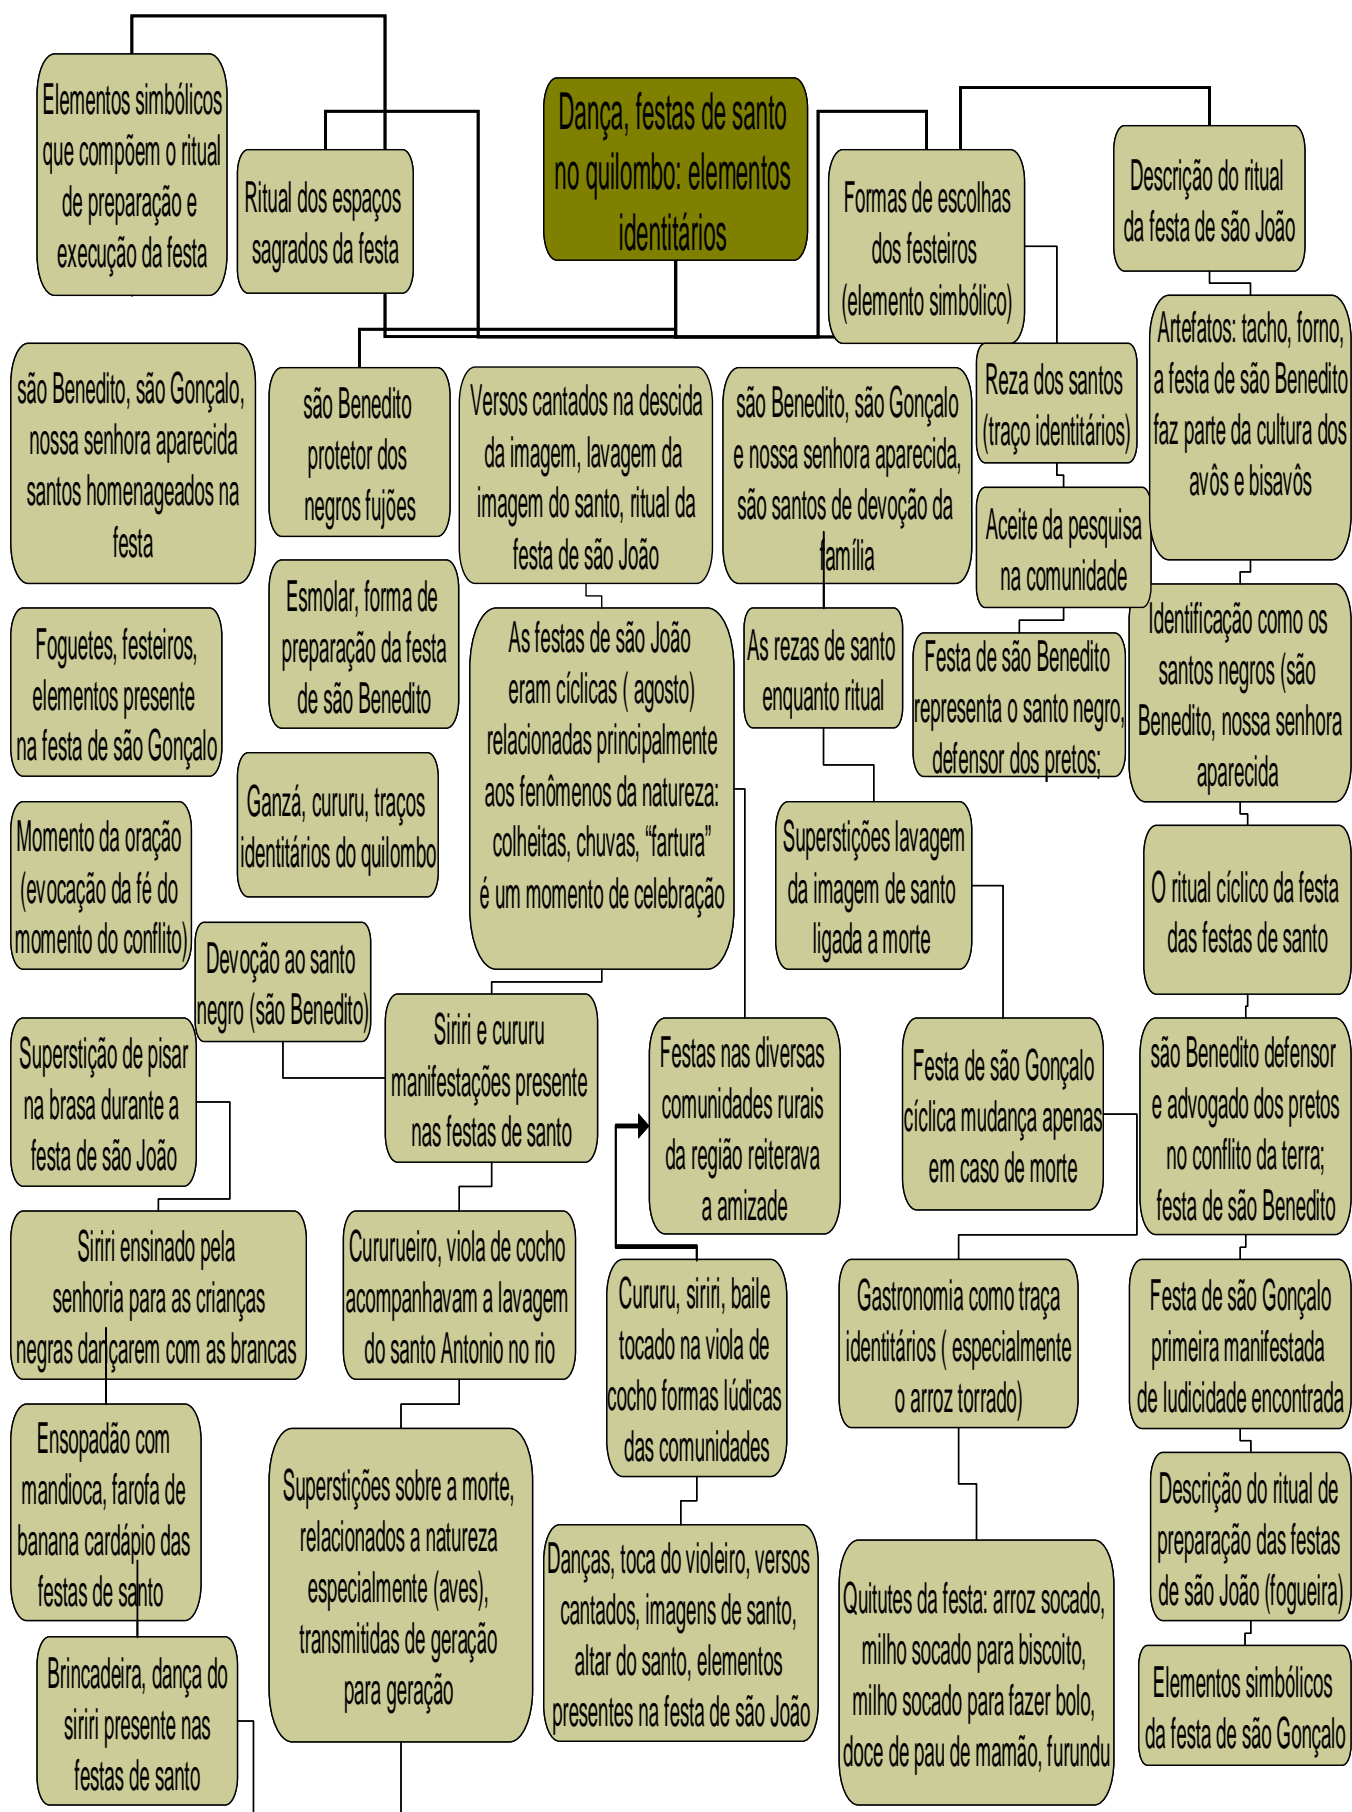 Elementos simbólicos
que compõem o ritual
de preparação e
execução da festa
Ritual dos espaços
sagrados da festa
Dança, festas de santo
no quilombo: elementos
identitários
Formas de escolhas
dos festeiros
(elemento simbólico)
Descrição do ritual
da festa de são João
são Benedito, são Gonçalo,
nossa senhora aparecida
santos homenageados na
festa
são Benedito
protetor dos
negros fujões
Versos cantados na descida
da imagem, lavagem da
imagem do santo, ritual da
festa de são João
são Benedito, são Gonçalo
e nossa senhora aparecida,
são santos de devoção da
família
Reza dos santos
(traço identitários)
Artefatos: tacho, forno,
a festa de são Benedito
faz parte da cultura dos
avôs e bisavôs
Aceite da pesquisa
na comunidade
Esmolar, forma de
preparação da festa
de são Benedito
Foguetes, festeiros,
elementos presente
na festa de são Gonçalo
As festas de são João
eram cíclicas ( agosto)
relacionadas principalmente
aos fenômenos da natureza:
colheitas, chuvas, “fartura”
é um momento de celebração
As rezas de santo
enquanto ritual
Festa de são Benedito
representa o santo negro,
defensor dos pretos;
Identificação como os
santos negros (são
Benedito, nossa senhora
aparecida
Ganzá, cururu, traços
identitários do quilombo
Momento da oração
(evocação da fé do
momento do conflito)
Superstições lavagem
da imagem de santo
ligada a morte
O ritual cíclico da festa
das festas de santo
Devoção ao santo
negro (são Benedito)
Siriri e cururu
manifestações presente
nas festas de santo
Superstição de pisar
na brasa durante a
festa de são João
Festas nas diversas
comunidades rurais
da região reiterava
a amizade
Festa de são Gonçalo
cíclica mudança apenas
em caso de morte
são Benedito defensor
e advogado dos pretos
no conflito da terra;
festa de são Benedito
Siriri ensinado pela
senhoria para as crianças
negras dançarem com as brancas
Cururueiro, viola de cocho
acompanhavam a lavagem
do santo Antonio no rio
Cururu, siriri, baile
tocado na viola de
cocho formas lúdicas
das comunidades
Gastronomia como traça
identitários ( especialmente
o arroz torrado)
Festa de são Gonçalo
primeira manifestada
de ludicidade encontrada
Ensopadão com
mandioca, farofa de
banana cardápio das
festas de santo
Superstições sobre a morte,
relacionados a natureza
especialmente (aves),
transmitidas de geração
para geração
Danças, toca do violeiro, versos
cantados, imagens de santo,
altar do santo, elementos
presentes na festa de são João
Quitutes da festa: arroz socado,
milho socado para biscoito,
milho socado para fazer bolo,
doce de pau de mamão, furundu
Descrição do ritual de
preparação das festas
de são João (fogueira)
Brincadeira, dança do
siriri presente nas
festas de santo
Elementos simbólicos
da festa de são Gonçalo